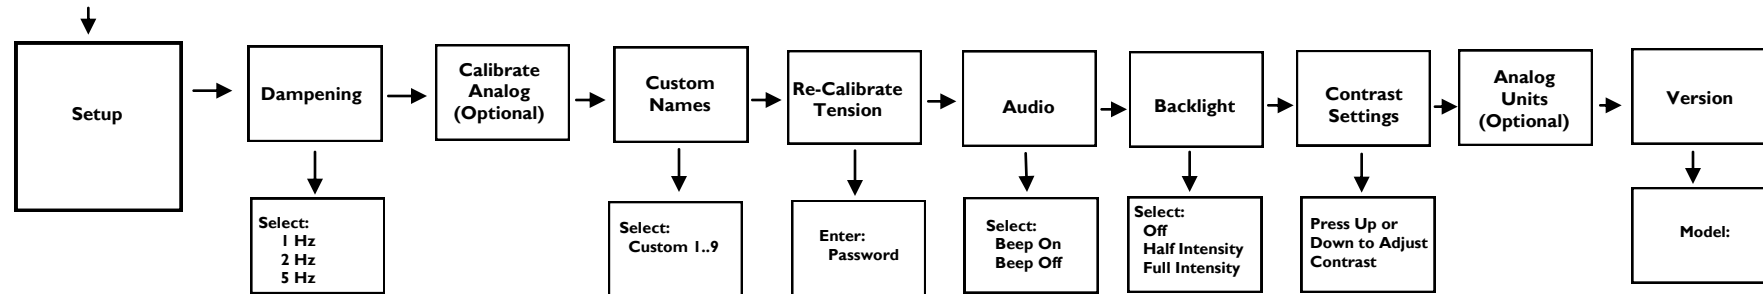 Setup
Dampening
Calibrate
Analog
(Optional)
Custom
Names
Re-Calibrate
Tension
Audio
Backlight
Contrast
Settings
Analog
Units
(Optional)
Version
Select:
1 Hz
2 Hz
5 Hz
Select:
Custom 1..9
Enter:
Password
Select:
Beep On
Beep Off
Select:
Off
Half Intensity
Full Intensity
Press Up or
Down to Adjust
Contrast
Model: